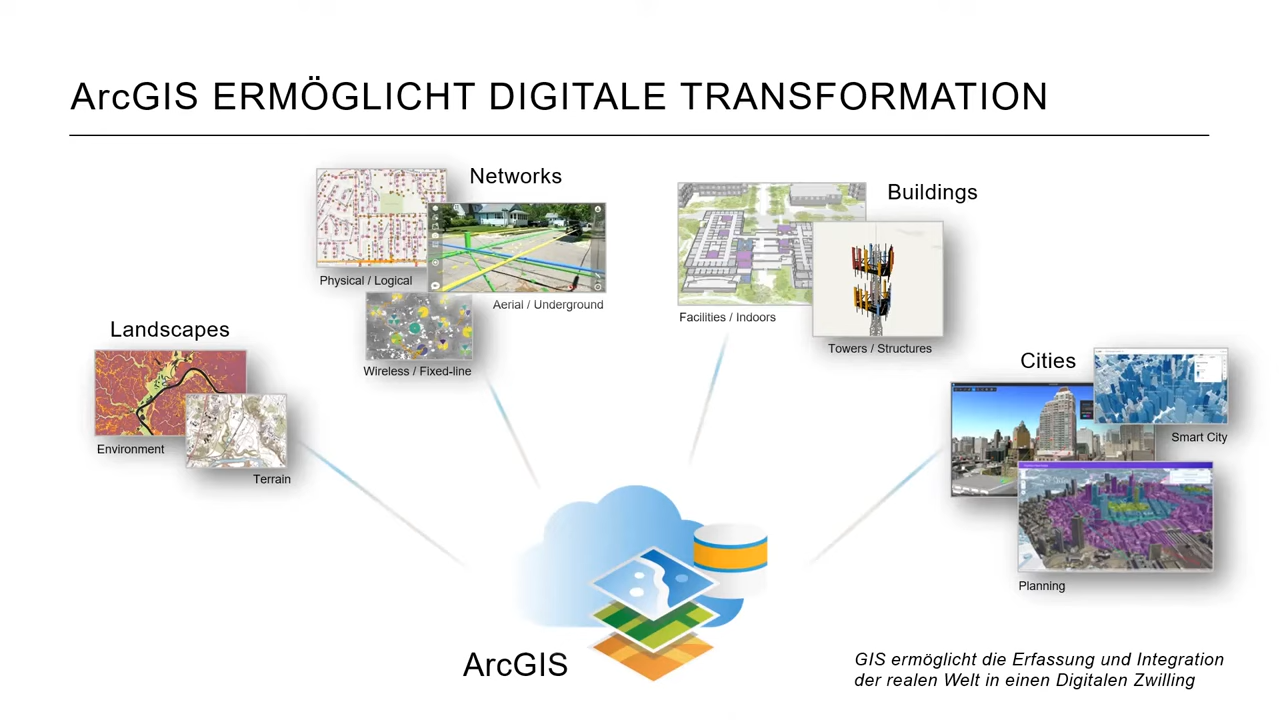 ArcGIS ERMÖGLICHT DIGITALE TRANSFORMATION
Networks
Physical / Logical
Aerial / Underground
Wireless / Fixed-line
Buildings
Facilities / Indoors
Towers / Structures
Landscapes
Environment
Terrain
Cities
Smart City
Planning
ArcGIS
GIS ermöglicht die Erfassung und Integration
der realen Welt in einen Digitalen Zwilling